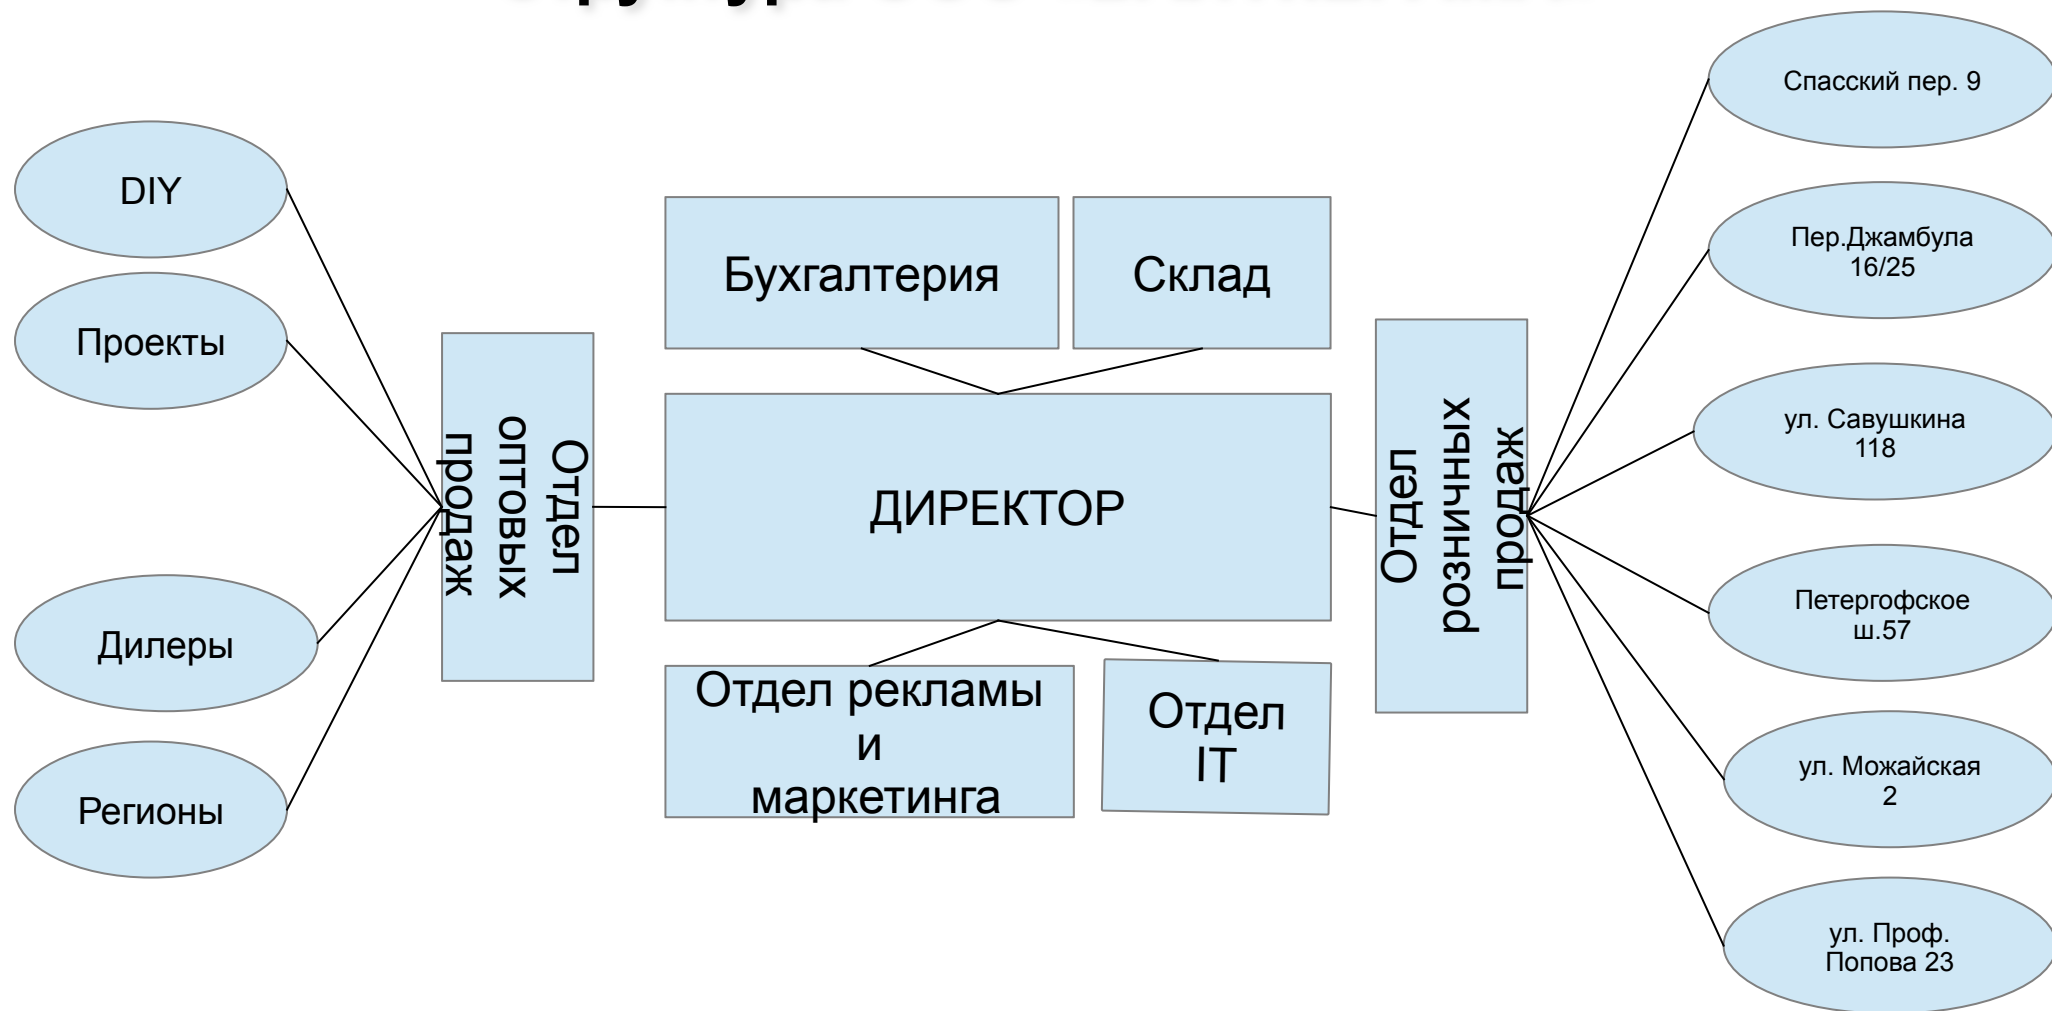 DIY
Проекты
Дилеры
Регионы
Отдел
оптовых
продаж
Бухгалтерия
Склад
ДИРЕКТОР
Отдел рекламы
и
маркетинга
Отдел
IT
Отдел
розничных
продаж
Спасский пер. 9
Пер.Джамбула
16/25
ул. Савушкина
118
Петергофское
ш.57
ул. Можайская
2
ул. Проф.
Попова 23